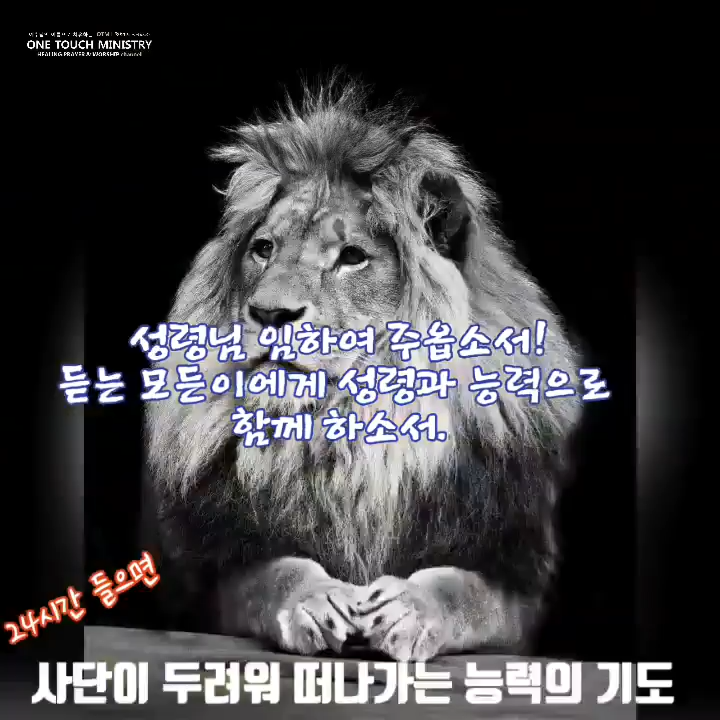 ONE TOUCH MINISTRY
HEALING PRAYER & WORSHIP channel
성령님 임하여 주옵소서!
듣는 모든이에게 성령과 능력으로
함께 하소서.
24시간 들으면
사단이 두려워 떠나가는 능력의 기도